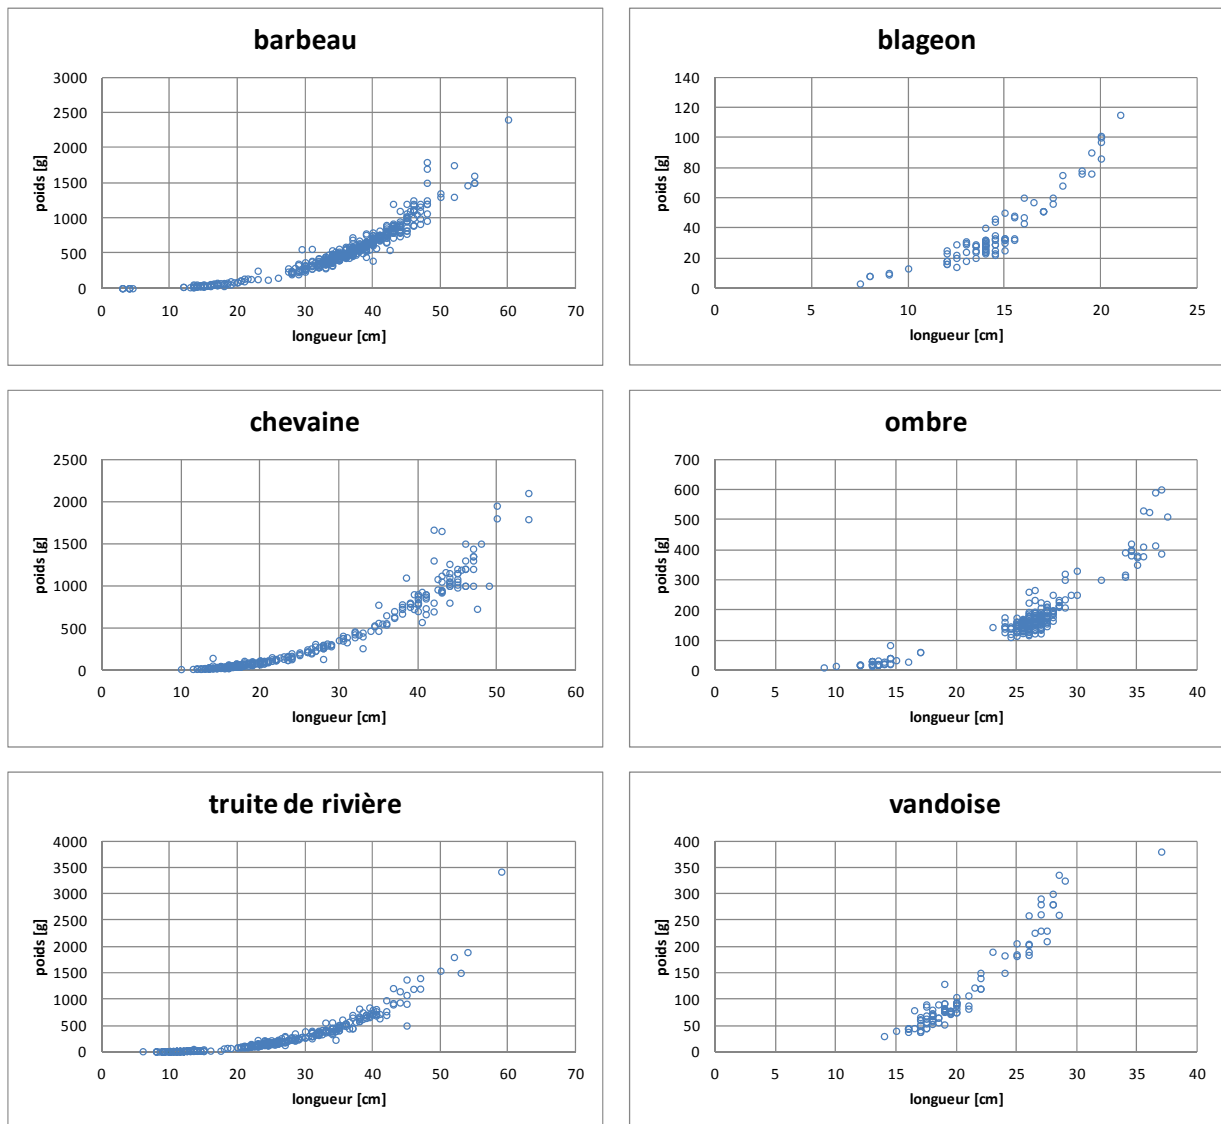 barbeau
3000
2500
2000
1500
1000
500
0
poids [g]
0 10 20 30 40 50 60 70
longueur [cm]
blageon
140
120
100
80
60
40
20
0
poids [g]
0 5 10 15 20 25
longueur [cm]
chevaine
2500
2000
1500
1000
500
0
poids [g]
0 10 20 30 40 50 60
longueur [cm]
ombre
700
600
500
400
300
200
100
0
poids [g]
0 5 10 15 20 25 30 35 40
longueur [cm]
truite de rivière
4000
3500
3000
2500
2000
1500
1000
500
0
poids [g]
0 10 20 30 40 50 60 70
longueur [cm]
vandoise
400
350
300
250
200
150
100
50
0
poids [g]
0 5 10 15 20 25 30 35 40
longueur [cm]